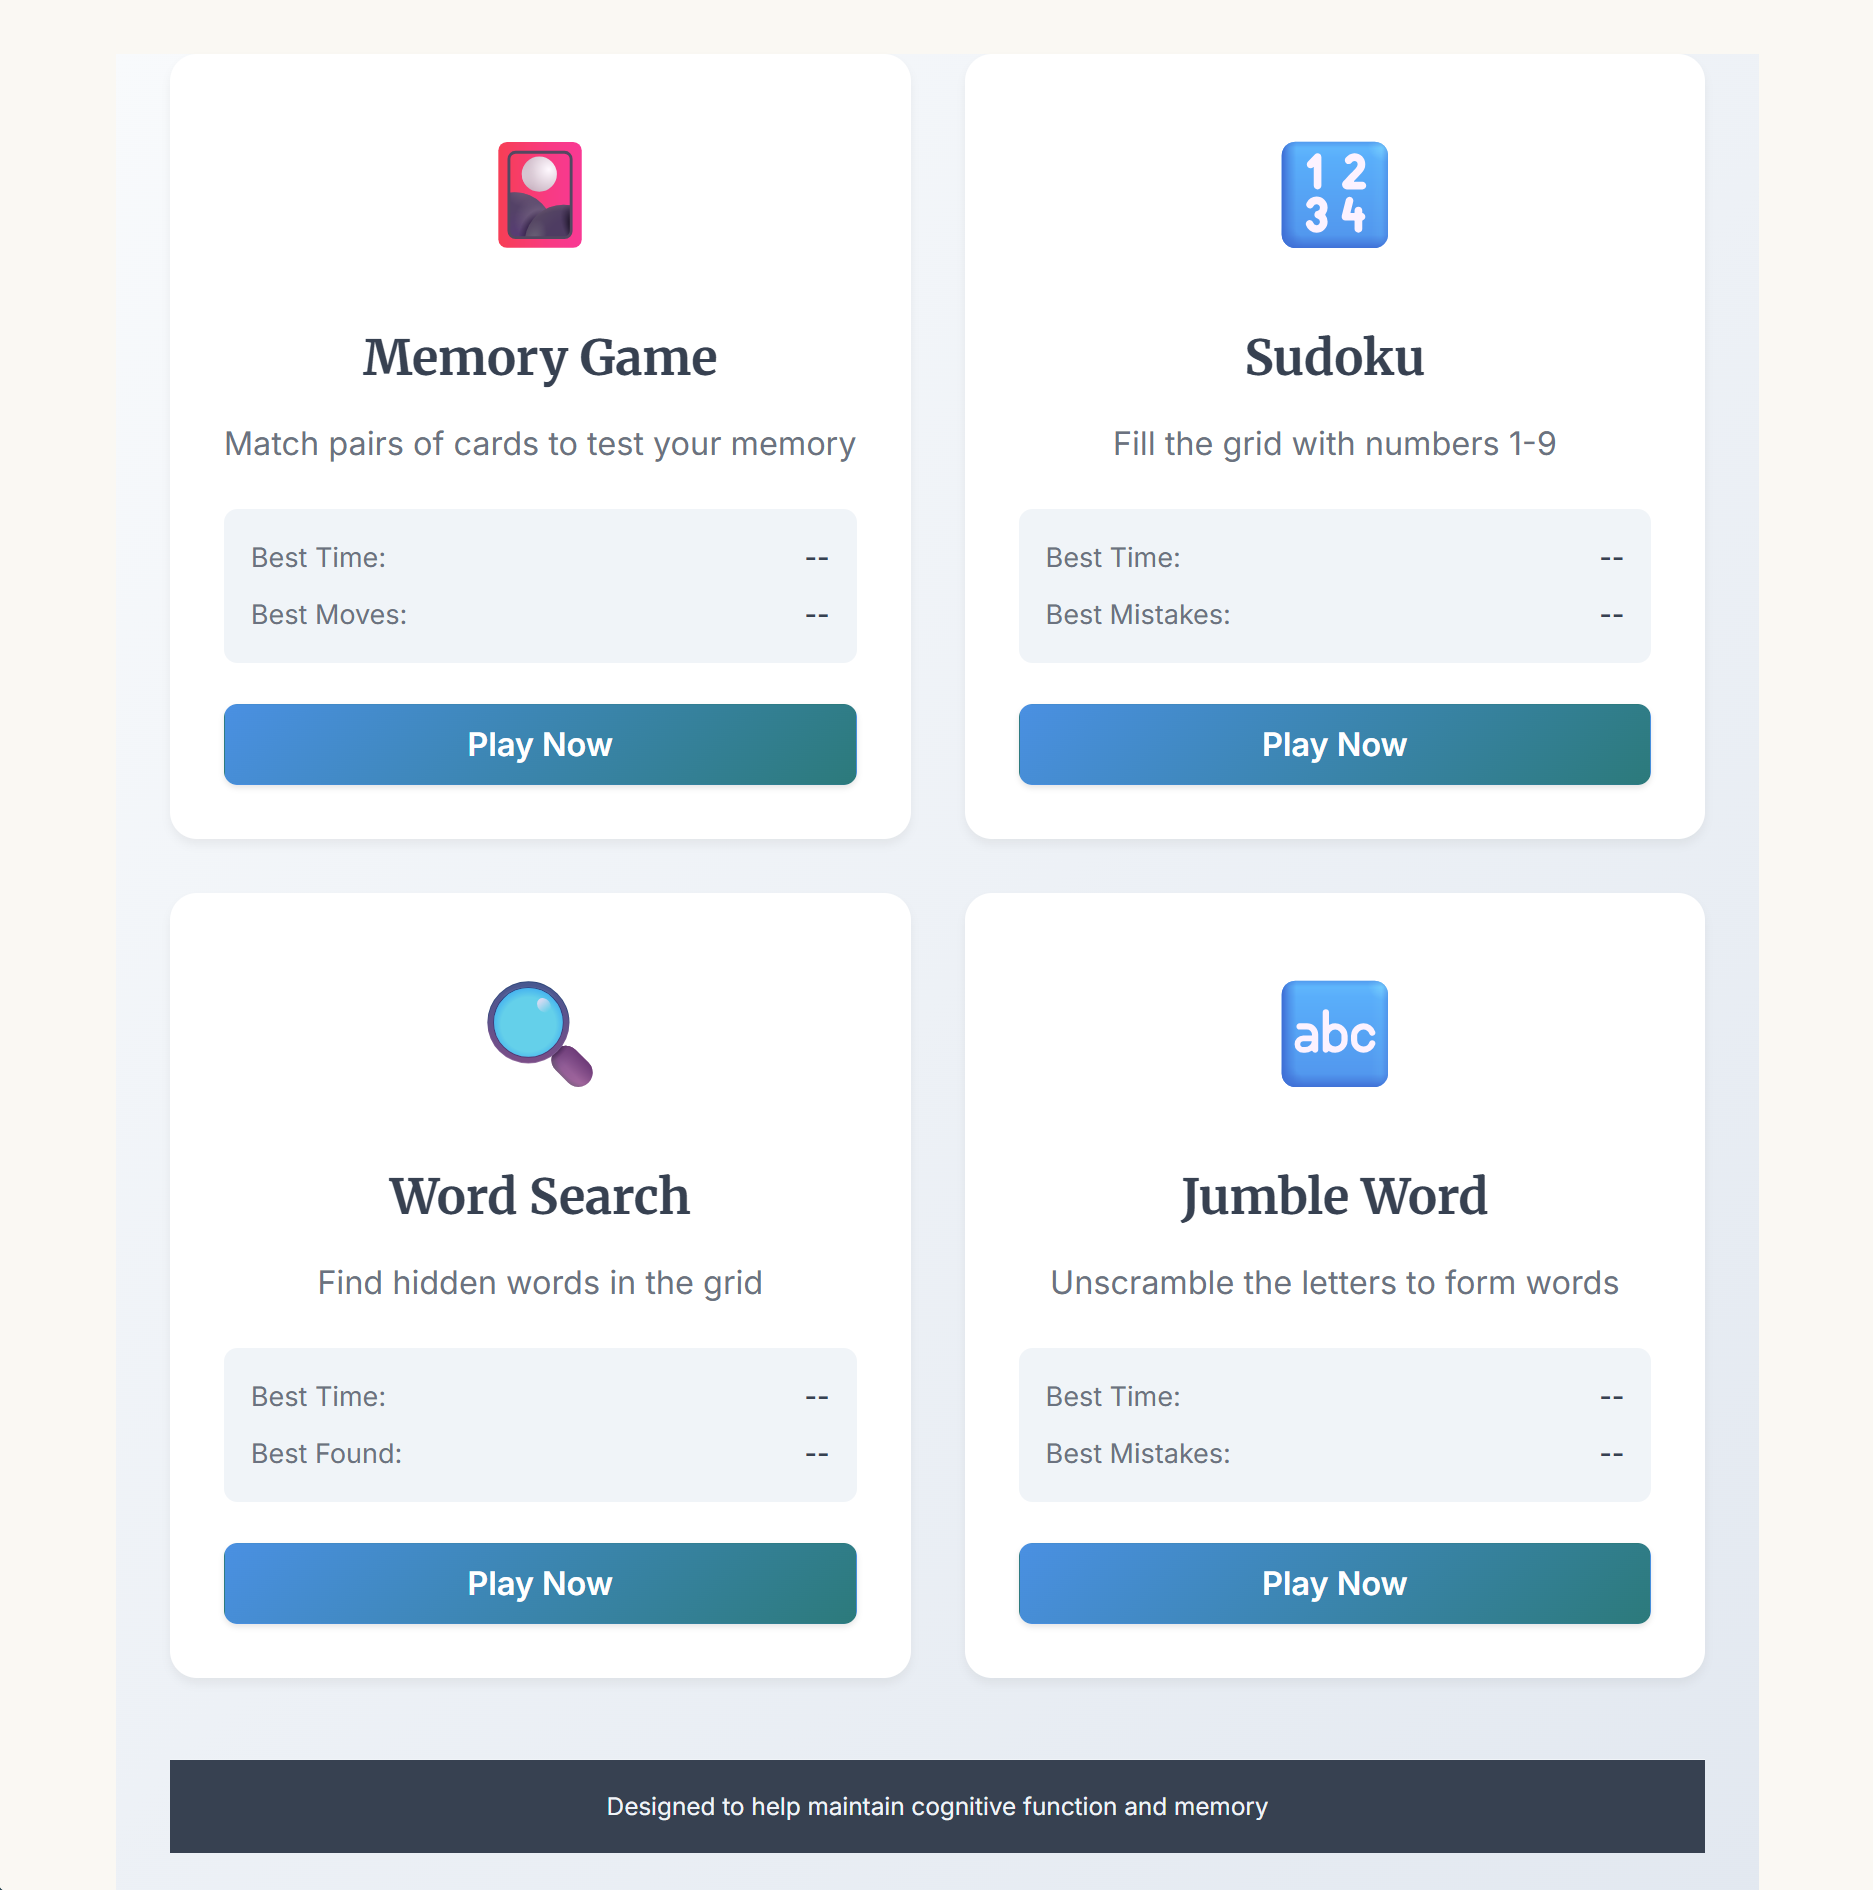 1 2
3 4
Memory Game
Sudoku
Match pairs of cards to test your memory
Fill the grid with numbers 1-9
Best Time: --
Best Moves: --
Best Time: --
Best Mistakes: --
Play Now
Play Now
abc
Word Search
Jumble Word
Find hidden words in the grid
Unscramble the letters to form words
Best Time: --
Best Found: --
Best Time: --
Best Mistakes: --
Play Now
Play Now
Designed to help maintain cognitive function and memory